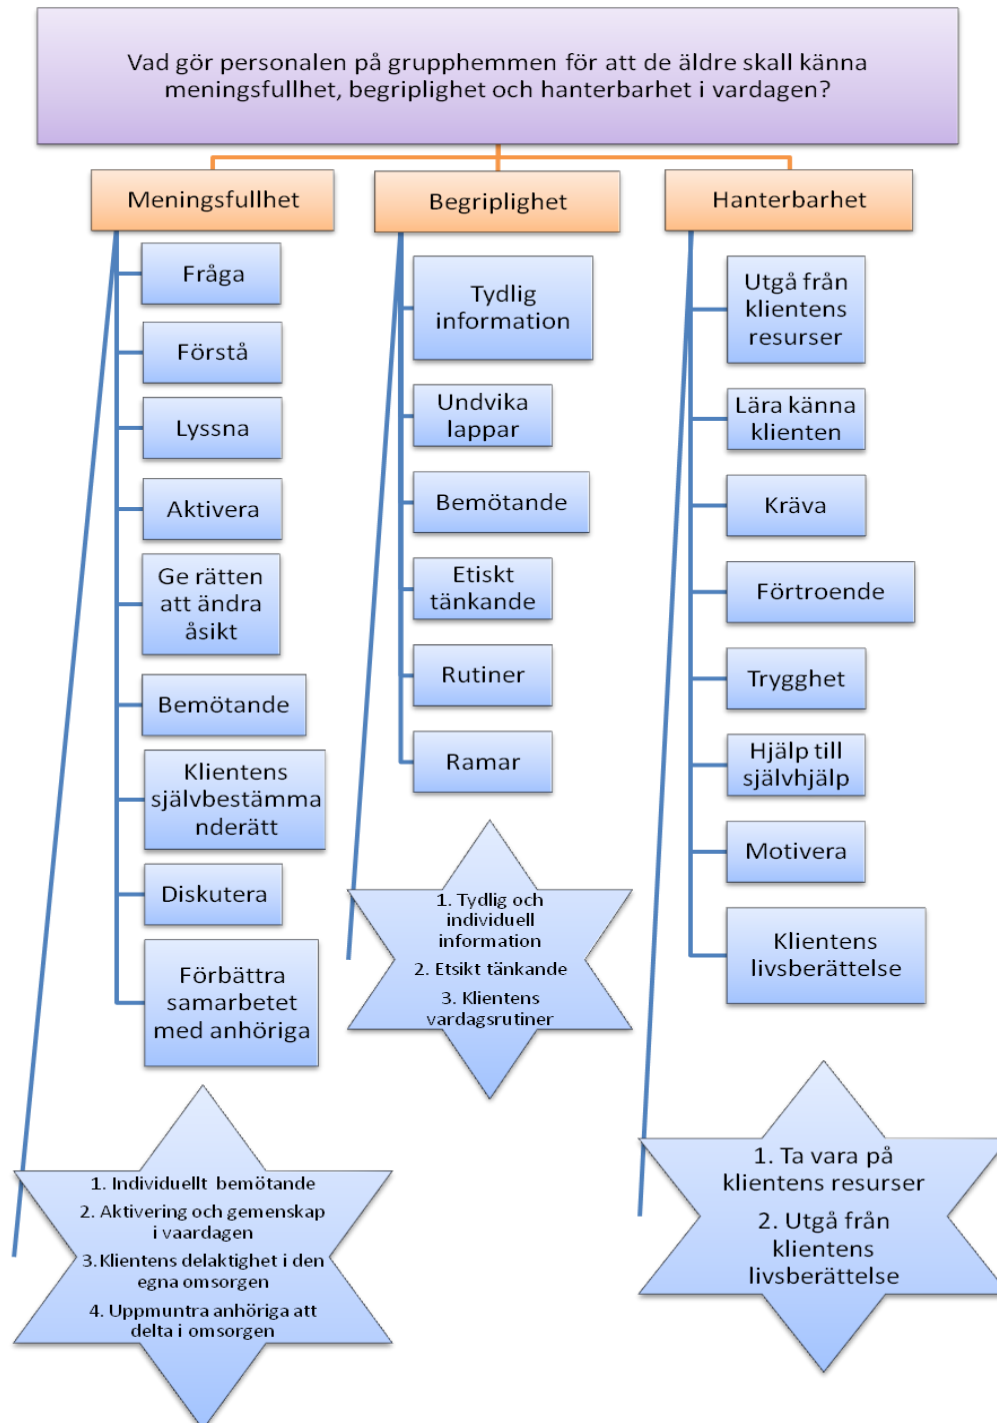 Vad gör personalen på grupphemmen för att de äldre skall känna
meningsfullhet, begriplighet och hanterbarhet i vardagen?
Meningsfullhet
Fråga
Förstå
Lyssna
Aktivera
Ge rätten
att ändra
åsikt
Bemötande
Klientens
självbestämma
nderätt
Diskutera
Förbättra
samarbetet
med anhöriga
1. Individuellt bemötande
2. Aktivering och gemenskap
i vaardagen
3.Klientens delaktighet i den
egna omsorgen
4. Uppmuntra anhöriga att
delta i omsorgen
Begriplighet
Tydlig
information
Undvika
lappar
Bemötande
Etiskt
tänkande
Rutiner
Ramar
1. Tydlig och
individuell
information
2. Etsikt tänkande
3. Klientens
vardagsrutiner
Hanterbarhet
Utgå från
klientens
resurser
Lära känna
klienten
Kräva
Förtroende
Trygghet
Hjälp till
självhjälp
Motivera
Klientens
livsberättelse
1. Ta vara på
klientens resurser
2. Utgå från
klientens
livsberättelse